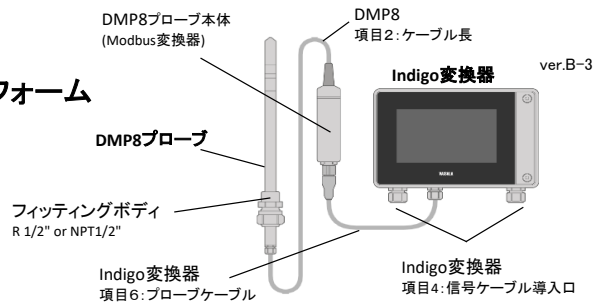 DMP8プローブ本体
(Modbus変換器)
DMP8
項目2:ケーブル長
Indigo変換器
ver.B-3
フォーム
DMP8プローブ
VAISALA
フィッティングボディ
R 1/2" or NPT1/2"
Indigo変換器
項目6:プローブケーブル
Indigo変換器
項目4:信号ケーブル導入口